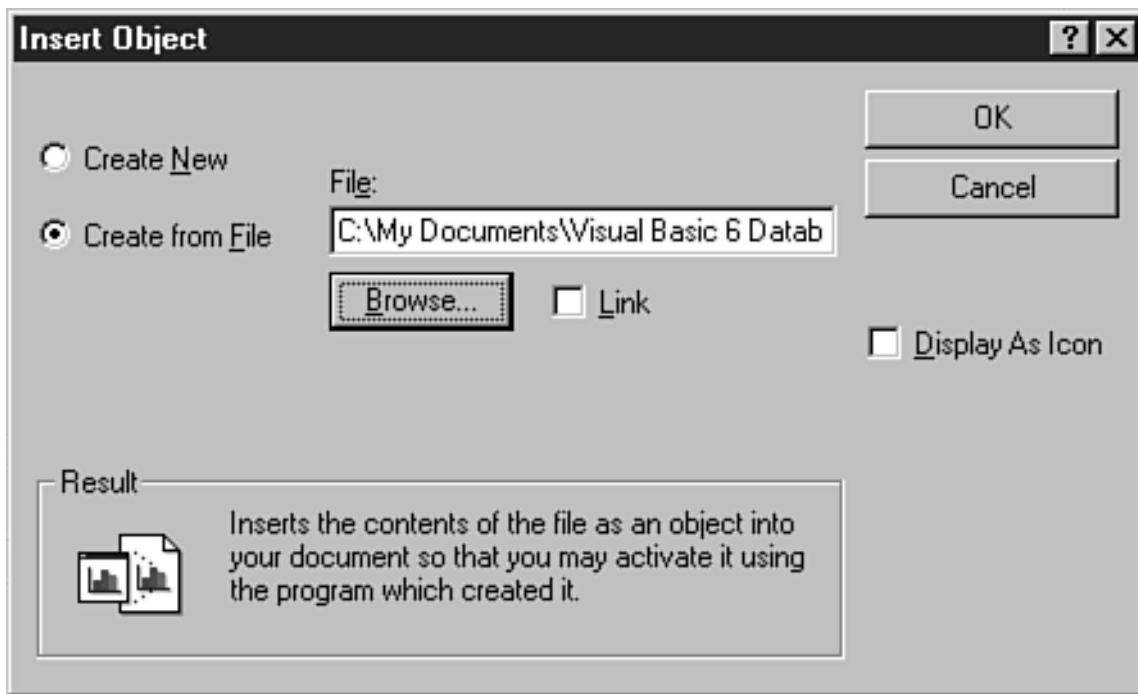 Insert Object
OK
Create New
Cancel
File:
Create from File
C:\My Documents\Visual Basic 6 Datab
Browse...
Link
Display As Icon
Result
Inserts the contents of the file as an object into
your document so that you may activate it using
the program which created it.